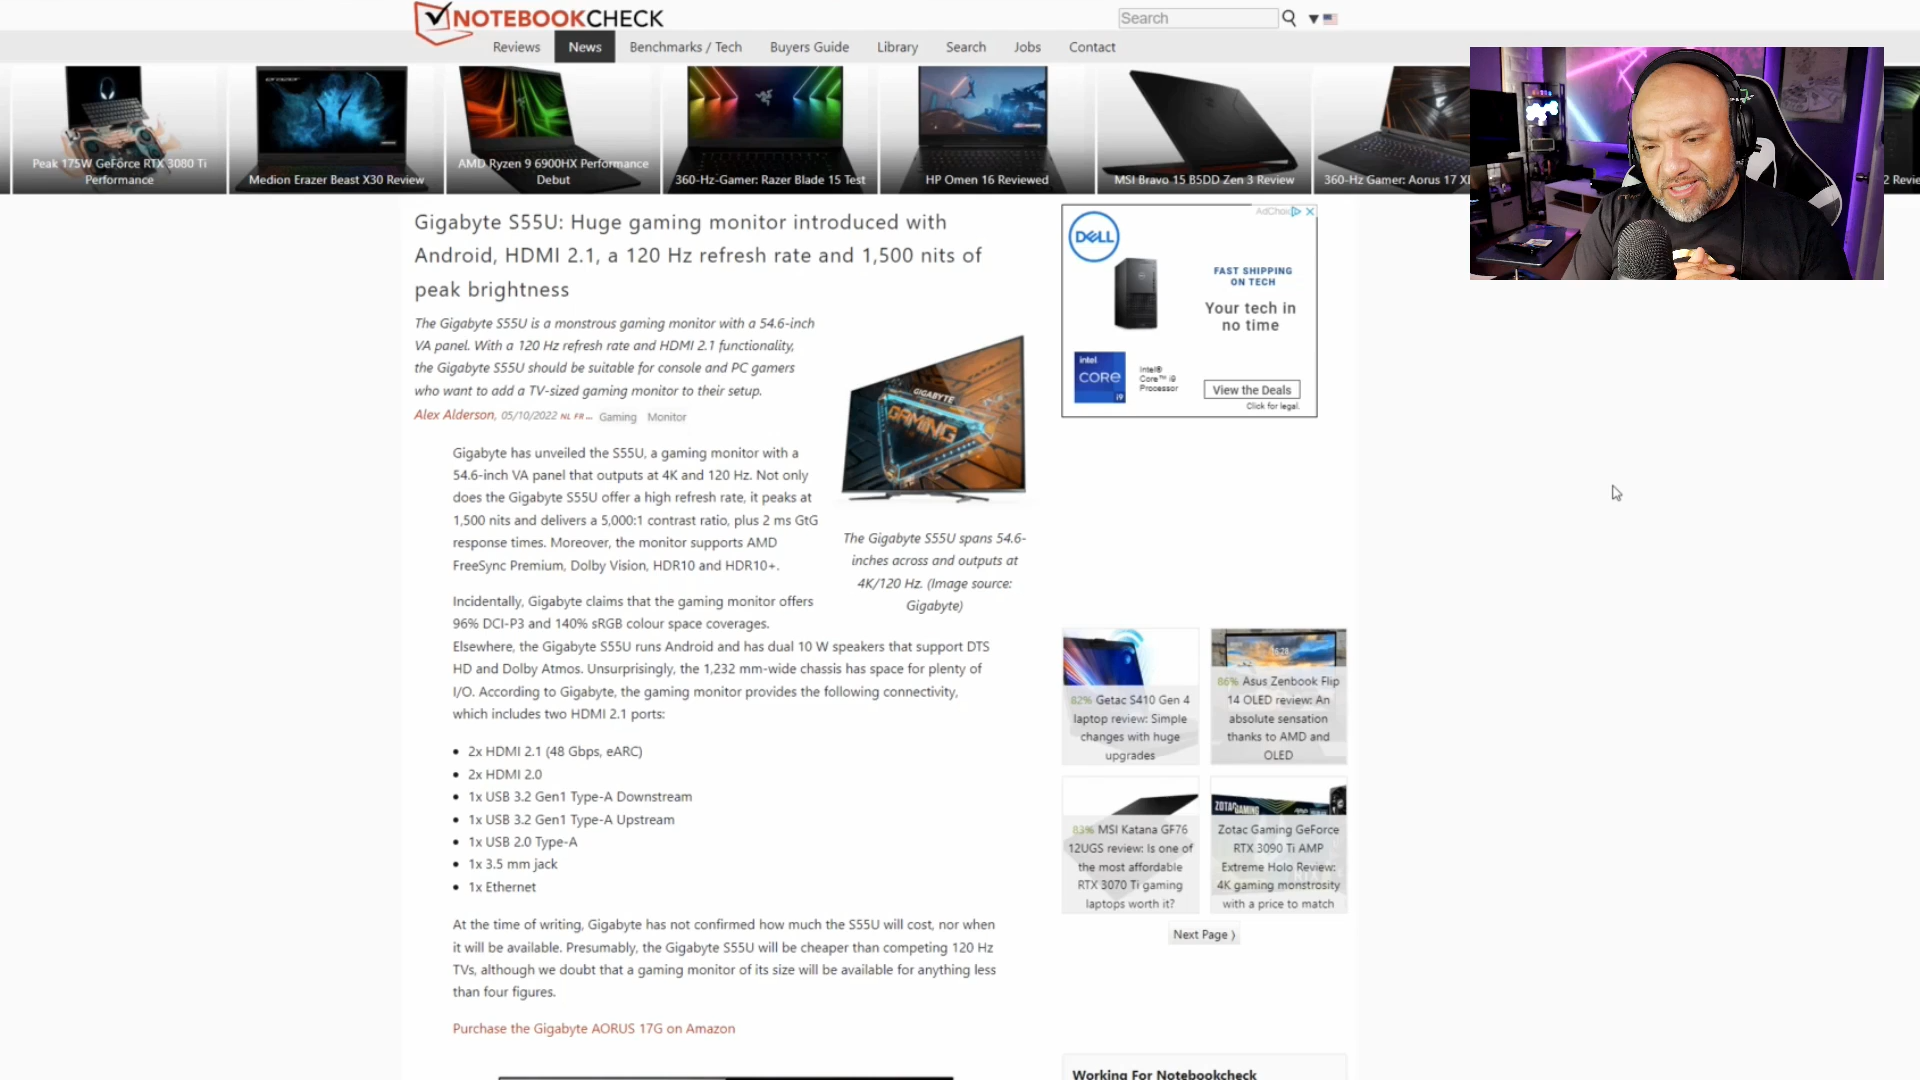 NOTEBOOKCHECK
Search
Reviews News Benchmarks / Tech Buyers Guide Library Search Jobs Contact
Peak 175W GeForce RTX 3080 Ti
Performance
Medion Erazer Beast X30 Review
AMD Ryzen 9 6900HX Performance
Debut
360-Hz-Gamer: Razer Blade 15 Test
HP Omen 16 Reviewed
MSI Bravo 15 B5DD Zen 3 Review
360-Hz Gamer: Aorus 17 X
Gigabyte S55U: Huge gaming monitor introduced with
Android, HDMI 2.1, a 120 Hz refresh rate and 1,500 nits of
peak brightness
The Gigabyte S55U is a monstrous gaming monitor with a 54.6-inch
VA panel. With a 120 Hz refresh rate and HDMI 2.1 functionality,
the Gigabyte S55U should be suitable for console and PC gamers
who want to add a TV-sized gaming monitor to their setup.
Alex Alderson, 05/10/2022 NL FR ... Gaming Monitor
Gigabyte has unveiled the S55U, a gaming monitor with a
54.6-inch VA panel that outputs at 4K and 120 Hz. Not only
does the Gigabyte S55U offer a high refresh rate, it peaks at
1,500 nits and delivers a 5,000:1 contrast ratio, plus 2 ms GtG
response times. Moreover, the monitor supports AMD
FreeSync Premium, Dolby Vision, HDR10 and HDR10+.
GIGABYTE
GAMING
The Gigabyte S55U spans 54.6-
inches across and outputs at
4K/120 Hz. (Image source:
Gigabyte)
Incidentally, Gigabyte claims that the gaming monitor offers
96% DCI-P3 and 140% sRGB colour space coverages.
Elsewhere, the Gigabyte S55U runs Android and has dual 10 W speakers that support DTS
HD and Dolby Atmos. Unsurprisingly, the 1,232 mm-wide chassis has space for plenty of
I/O. According to Gigabyte, the gaming monitor provides the following connectivity,
which includes two HDMI 2.1 ports:
• 2x HDMI 2.1 (48 Gbps, eARC)
• 2x HDMI 2.0
• 1x USB 3.2 Gen1 Type-A Downstream
• 1x USB 3.2 Gen1 Type-A Upstream
• 1x USB 2.0 Type-A
• 1x 3.5 mm jack
• 1x Ethernet
At the time of writing, Gigabyte has not confirmed how much the S55U will cost, nor when
it will be available. Presumably, the Gigabyte S55U will be cheaper than competing 120 Hz
TVs, although we doubt that a gaming monitor of its size will be available for anything less
than four figures.
Purchase the Gigabyte AORUS 17G on Amazon
DELL
FAST SHIPPING
ON TECH
Your tech in
no time
intel
CORE
i9
Intel®
Core™ i9
Processor
View the Deals
Click for legal.
82% Getac S410 Gen 4
laptop review: Simple
changes with huge
upgrades
86% Asus Zenbook Flip
14 OLED review: An
absolute sensation
thanks to AMD and
OLED
83% MSI Katana GF76
12UGS review: Is one of
the most affordable
RTX 3070 Ti gaming
laptops worth it?
ZOTAC GAMING
Zotac Gaming GeForce
RTX 3090 Ti AMP
Extreme Holo Review:
4K gaming monstrosity
with a price to match
Next Page ⟩
Working For Notebookcheck